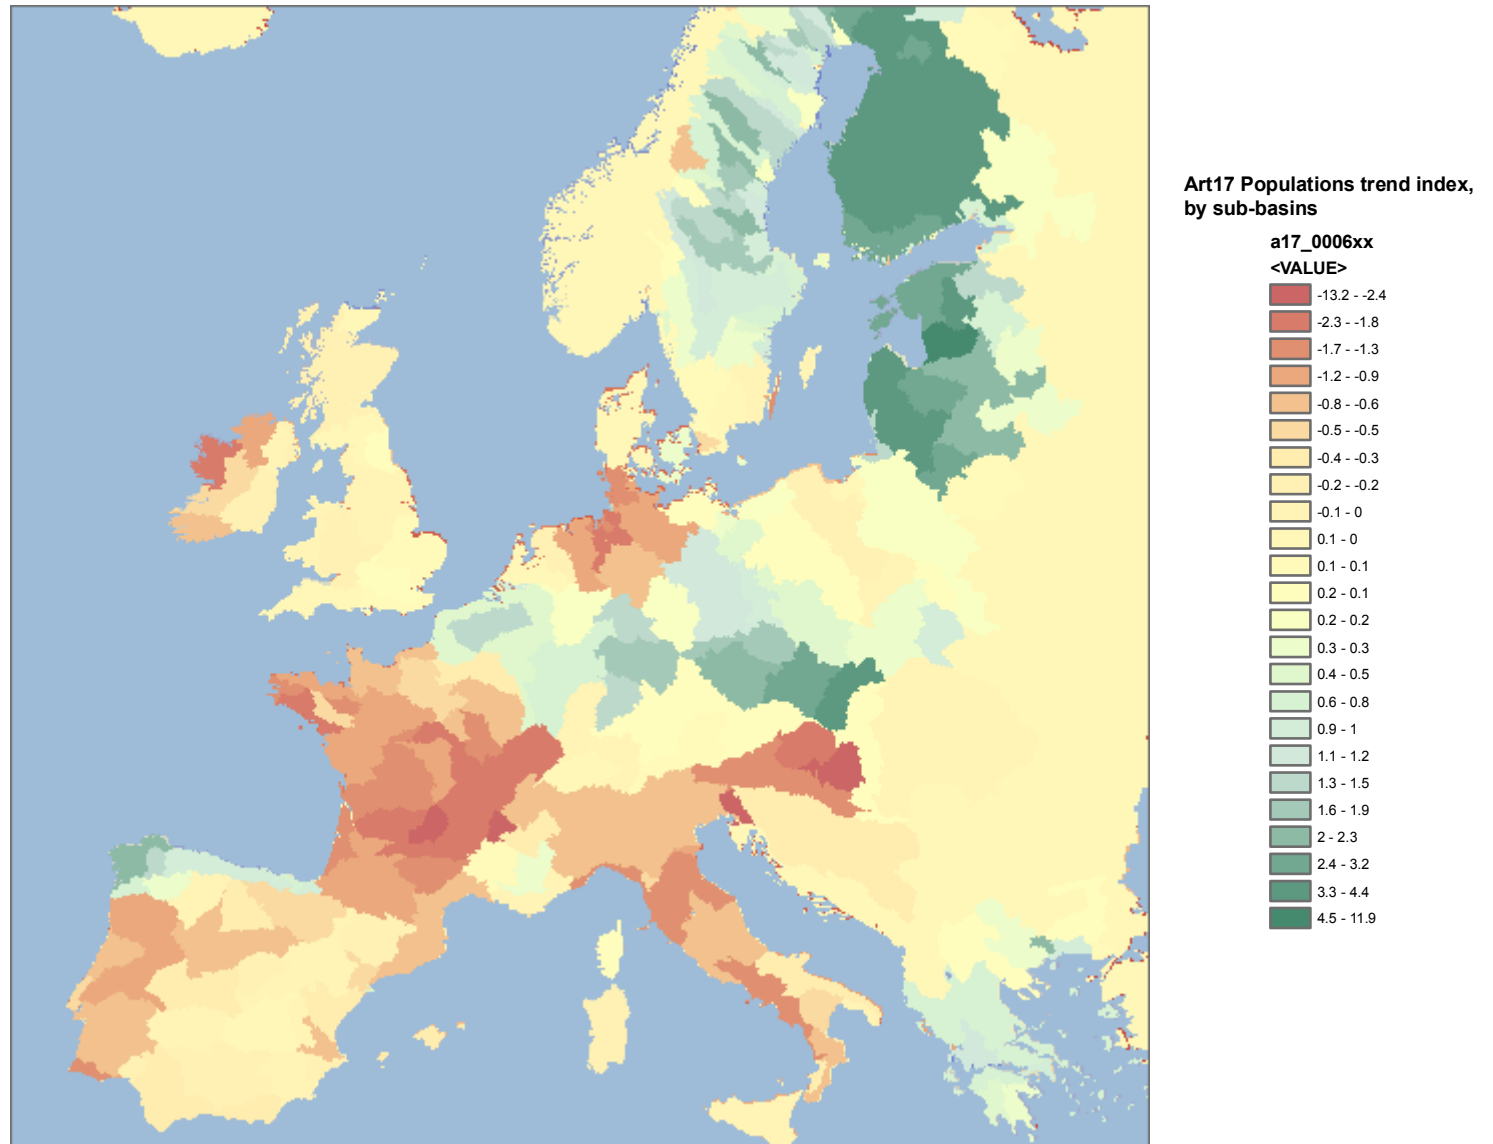 Art17 Populations trend index,
by sub-basins
a17_0006xx
<VALUE>
-13.2 - -2.4
-2.3 - -1.8
-1.7 - -1.3
-1.2 - -0.9
-0.8 - -0.6
-0.5 - -0.5
-0.4 - -0.3
-0.2 - -0.2
-0.1 - 0
0.1 - 0
0.1 - 0.1
0.2 - 0.1
0.2 - 0.2
0.3 - 0.3
0.4 - 0.5
0.6 - 0.8
0.9 - 1
1.1 - 1.2
1.3 - 1.5
1.6 - 1.9
2 - 2.3
2.4 - 3.2
3.3 - 4.4
4.5 - 11.9